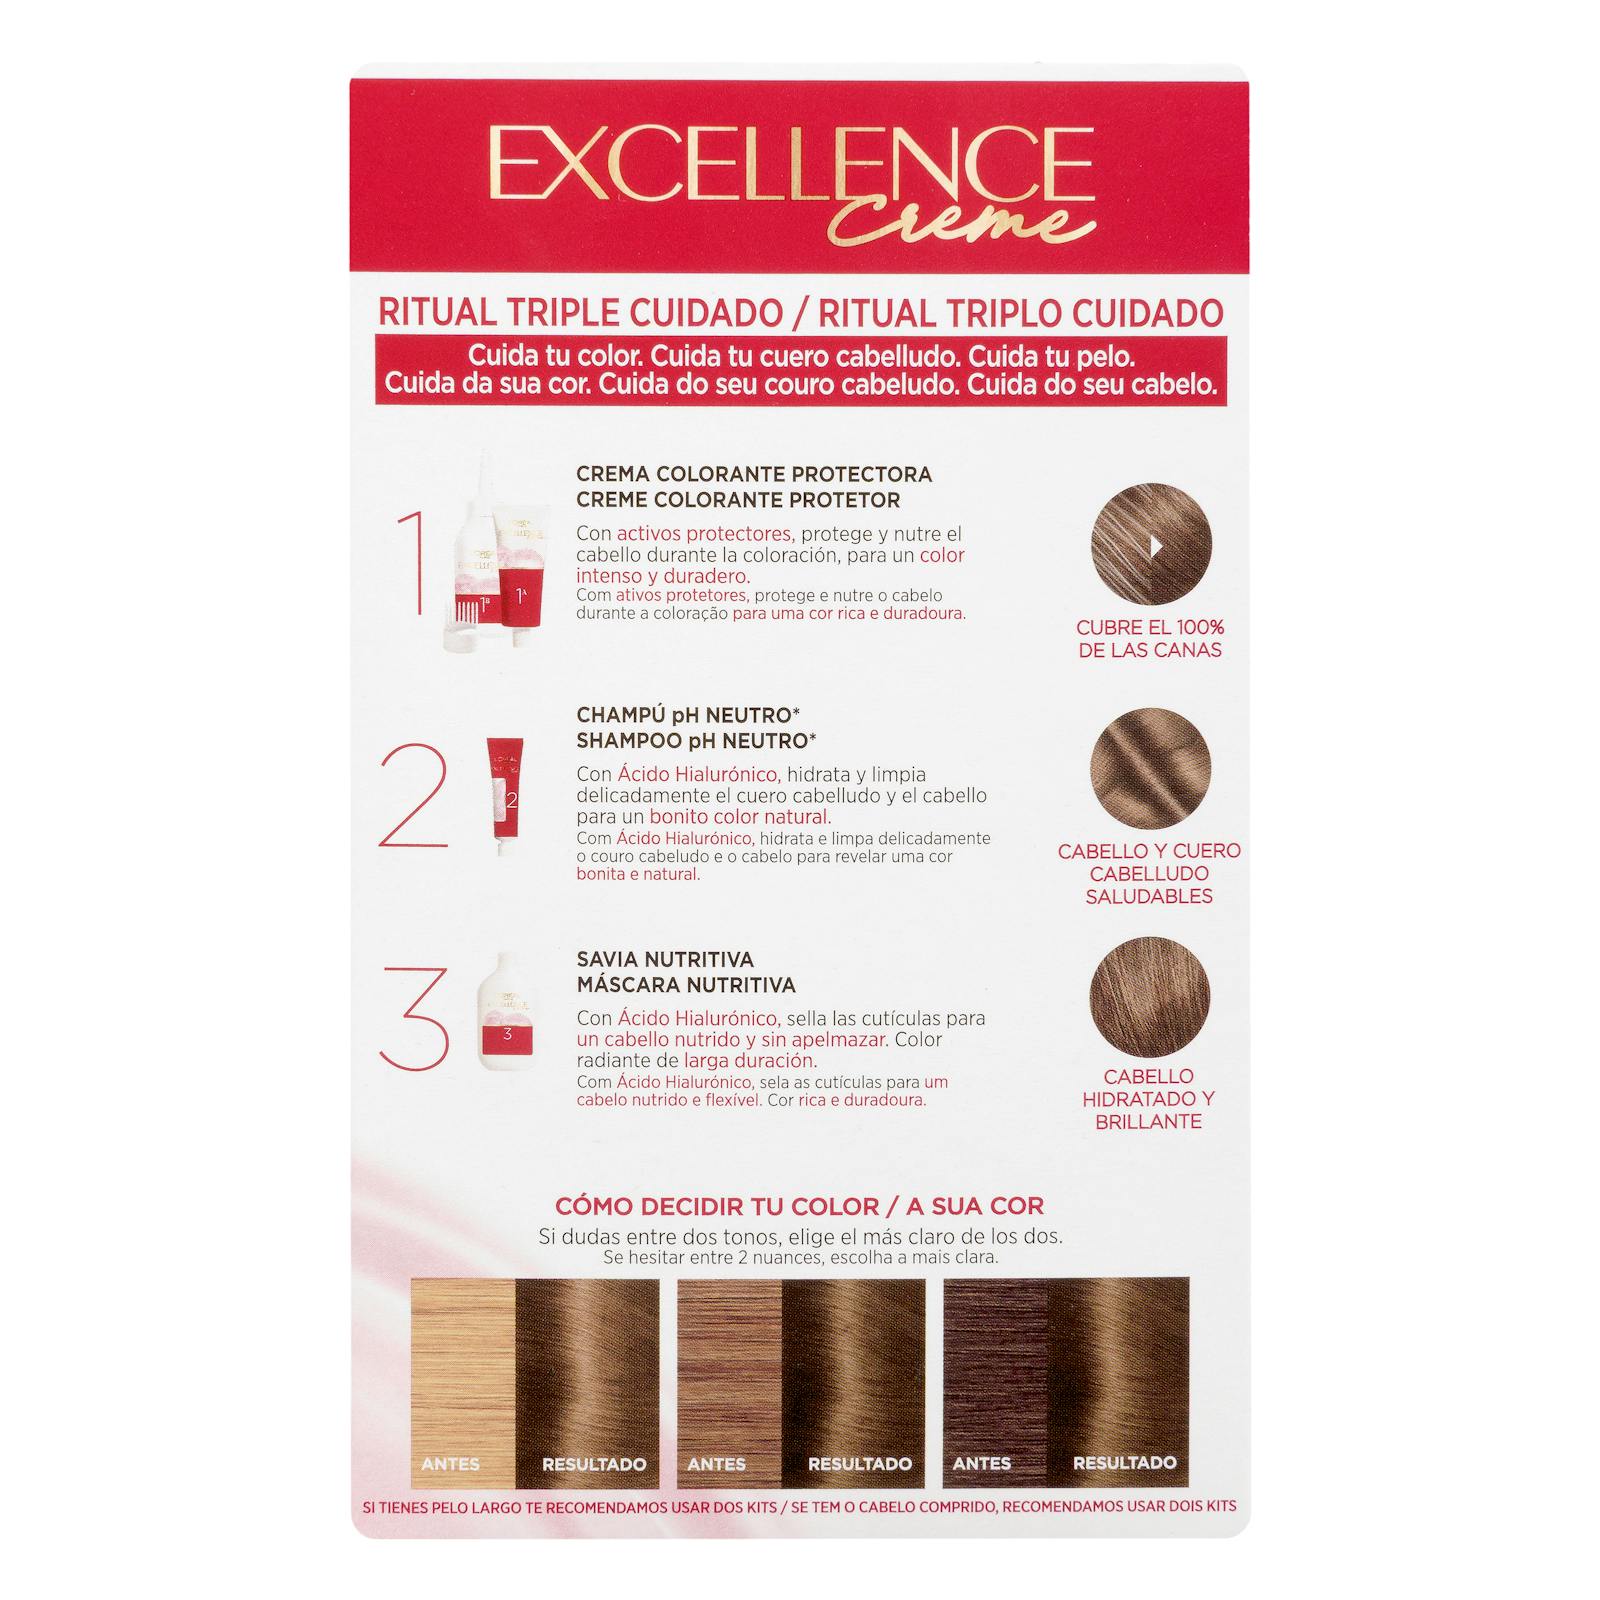 EXCELLENCE
Creme
RITUAL TRIPLE CUIDADO / RITUAL TRIPLO CUIDADO
Cuida tu color. Cuida tu cuero cabelludo. Cuida tu pelo.
Cuida da sua cor. Cuida do seu couro cabeludo. Cuida do seu cabelo.
1
1B
1A
CREMA COLORANTE PROTECTORA
CREME COLORANTE PROTETOR
Con activos protectores, protege y nutre el
cabello durante la coloración, para un color
intenso y duradero.
Com ativos protetores, protege e nutre o cabelo
durante a coloração para uma cor rica e duradoura.
CUBRE EL 100%
DE LAS CANAS
2
2
CHAMPÚ pH NEUTRO*
SHAMPOO pH NEUTRO*
Con Ácido Hialurónico, hidrata y limpia
delicadamente el cuero cabelludo y el cabello
para un bonito color natural.
Com Ácido Hialurónico, hidrata e limpa delicadamente
o couro cabeludo e o cabelo para revelar uma cor
bonita e natural.
CABELLO Y CUERO
CABELLUDO
SALUDABLES
3
3
SAVIA NUTRITIVA
MÁSCARA NUTRITIVA
Con Ácido Hialurónico, sella las cutículas para
un cabello nutrido y sin apelmazar. Color
radiante de larga duración.
Com Ácido Hialurónico, sela as cutículas para um
cabelo nutrido e flexível. Cor rica e duradoura.
CABELLO
HIDRATADO Y
BRILLANTE
CÓMO DECIDIR TU COLOR / A SUA COR
Si dudas entre dos tonos, elige el más claro de los dos.
Se hesitar entre 2 nuances, escolha a mais clara.
ANTES RESULTADO ANTES RESULTADO ANTES RESULTADO
SI TIENES PELO LARGO TE RECOMENDAMOS USAR DOS KITS / SE TEM O CABELO COMPRIDO, RECOMENDAMOS USAR DOIS KITS